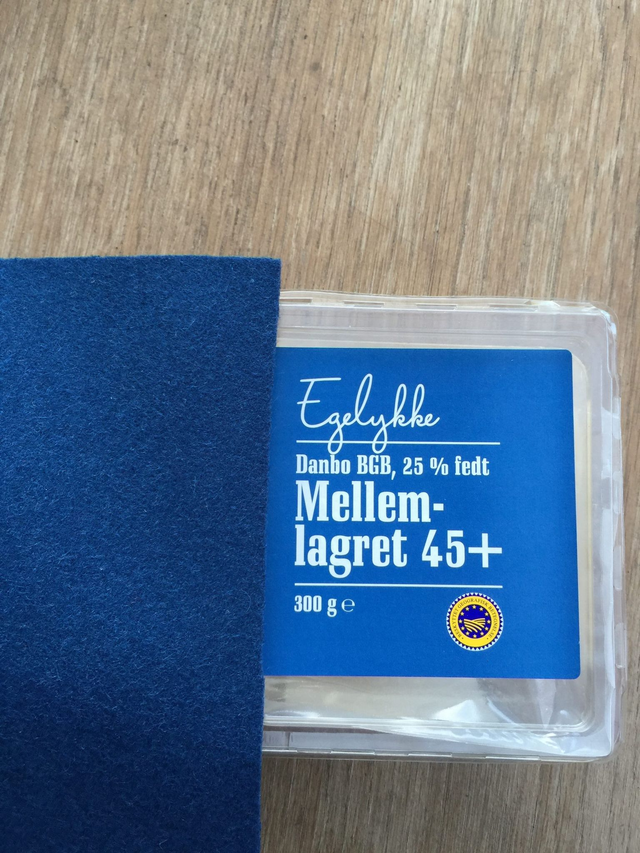 Egelykke
Danbo BGB, 25 % fedt
Mellem-
lagret 45+
300 g ℮